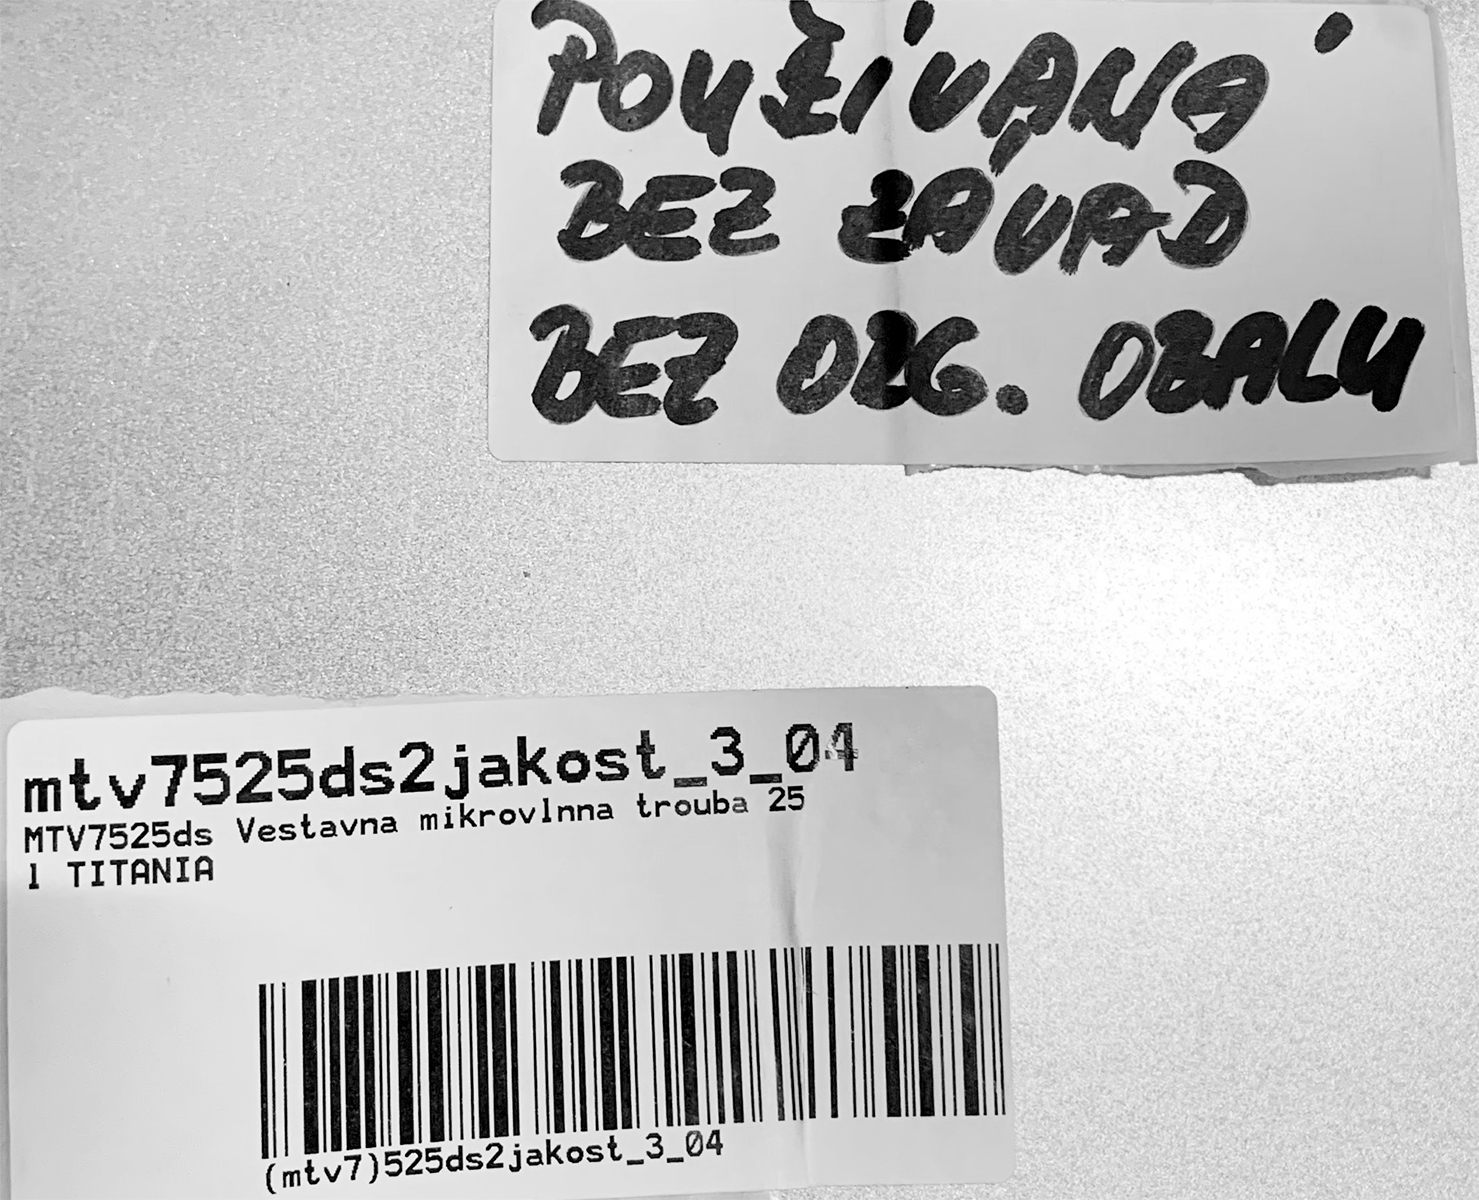 POUŽÍVANÁ
BEZ ZÁVAD
BEZ ORG. OBALU
mtv7525ds2jakost_3_04
MTV7525ds Vestavna mikrovlnna trouba 25
l TITANIA
(mtv7)525ds2jakost_3_04